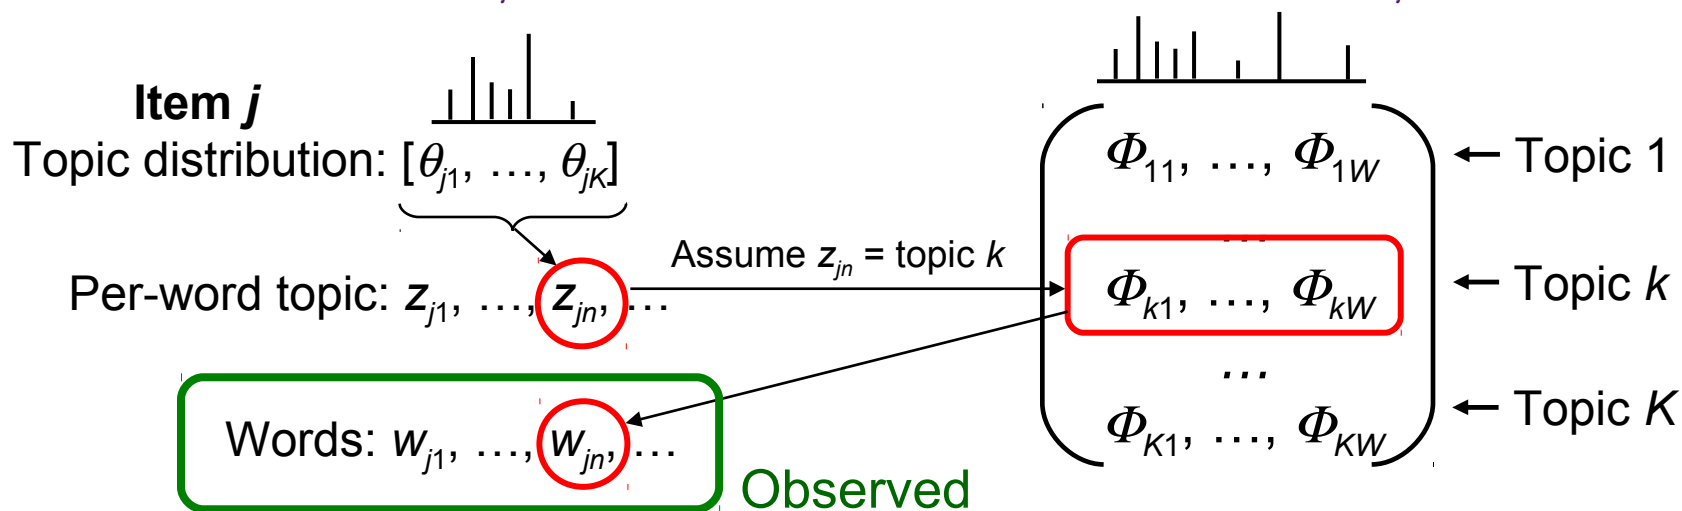 Item j
Topic distribution: [θj1, …, θjK]
Per-word topic: zj1, …, zjn, …
Words: wj1, …, wjn, …
Observed
Assume zjn = topic k
Φ11, …, Φ1W
← Topic 1
…
Φk1, …, ΦkW
← Topic k
…
ΦK1, …, ΦKW
← Topic K